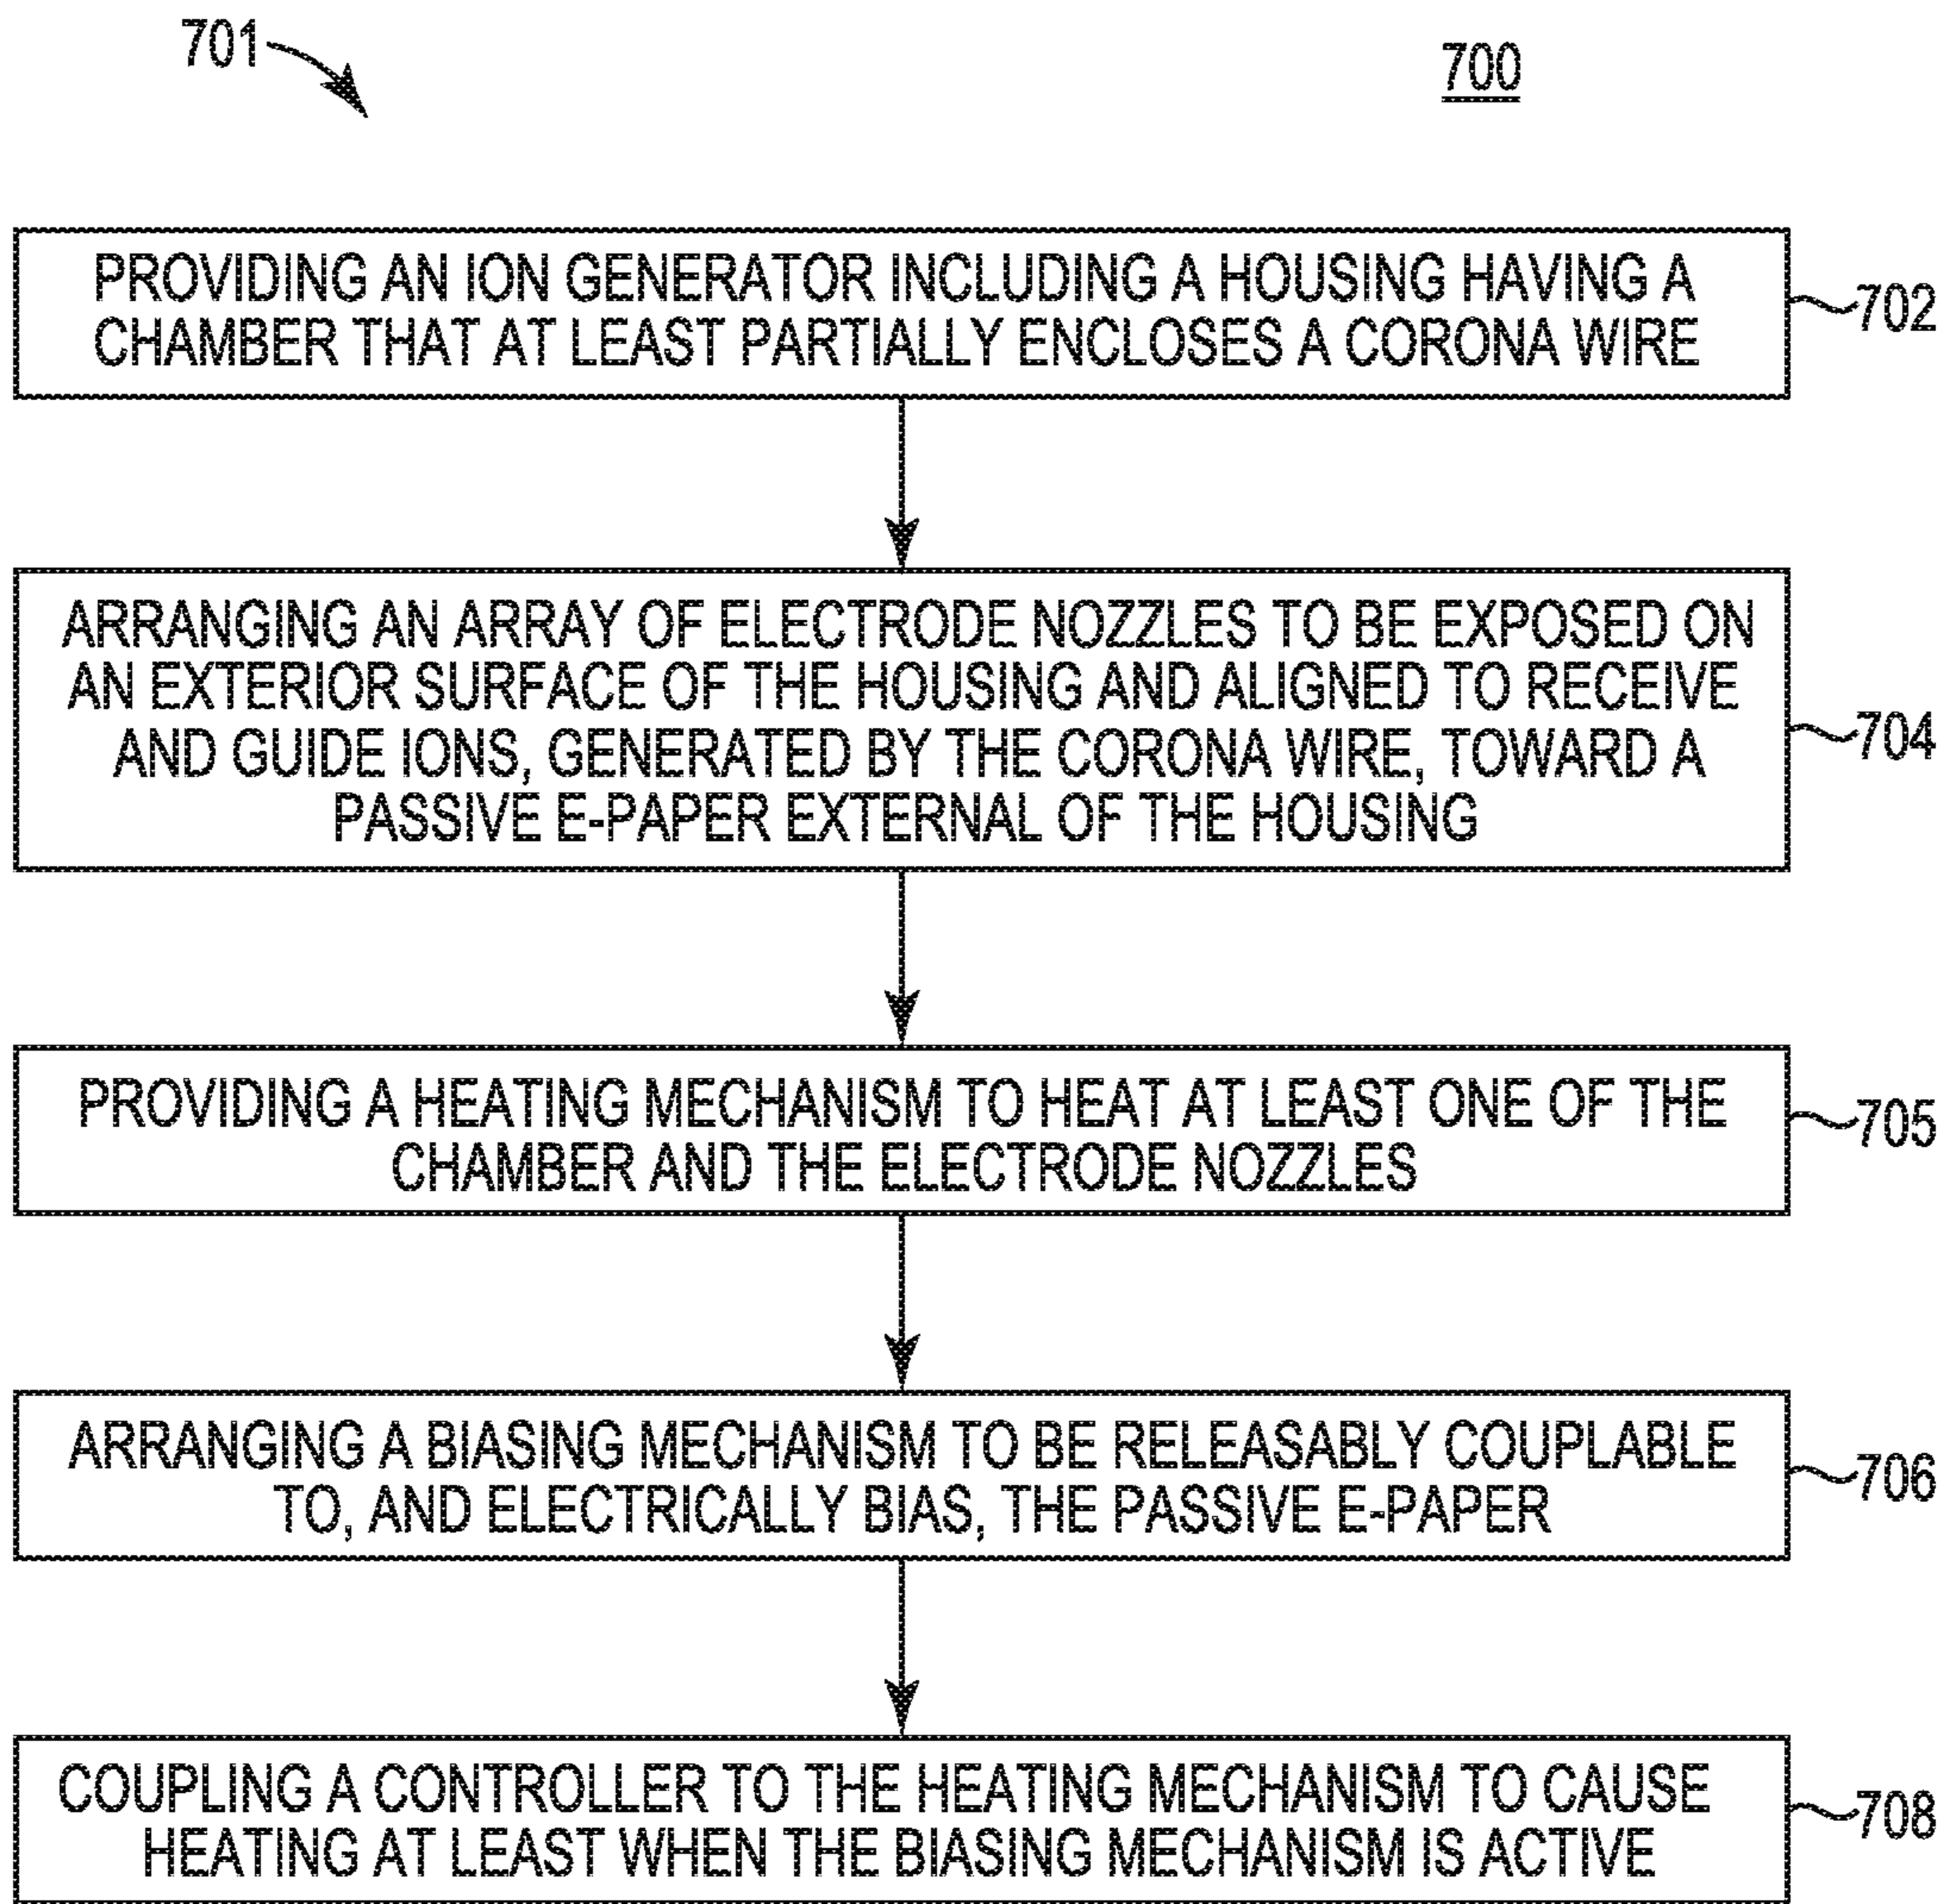 701
700
PROVIDING AN ION GENERATOR INCLUDING A HOUSING HAVING A
CHAMBER THAT AT LEAST PARTIALLY ENCLOSES A CORONA WIRE
702
ARRANGING AN ARRAY OF ELECTRODE NOZZLES TO BE EXPOSED ON
AN EXTERIOR SURFACE OF THE HOUSING AND ALIGNED TO RECEIVE
AND GUIDE IONS, GENERATED BY THE CORONA WIRE, TOWARD A
PASSIVE E-PAPER EXTERNAL OF THE HOUSING
704
PROVIDING A HEATING MECHANISM TO HEAT AT LEAST ONE OF THE
CHAMBER AND THE ELECTRODE NOZZLES
705
ARRANGING A BIASING MECHANISM TO BE RELEASABLY COUPLABLE
TO, AND ELECTRICALLY BIAS, THE PASSIVE E-PAPER
706
COUPLING A CONTROLLER TO THE HEATING MECHANISM TO CAUSE
HEATING AT LEAST WHEN THE BIASING MECHANISM IS ACTIVE
708